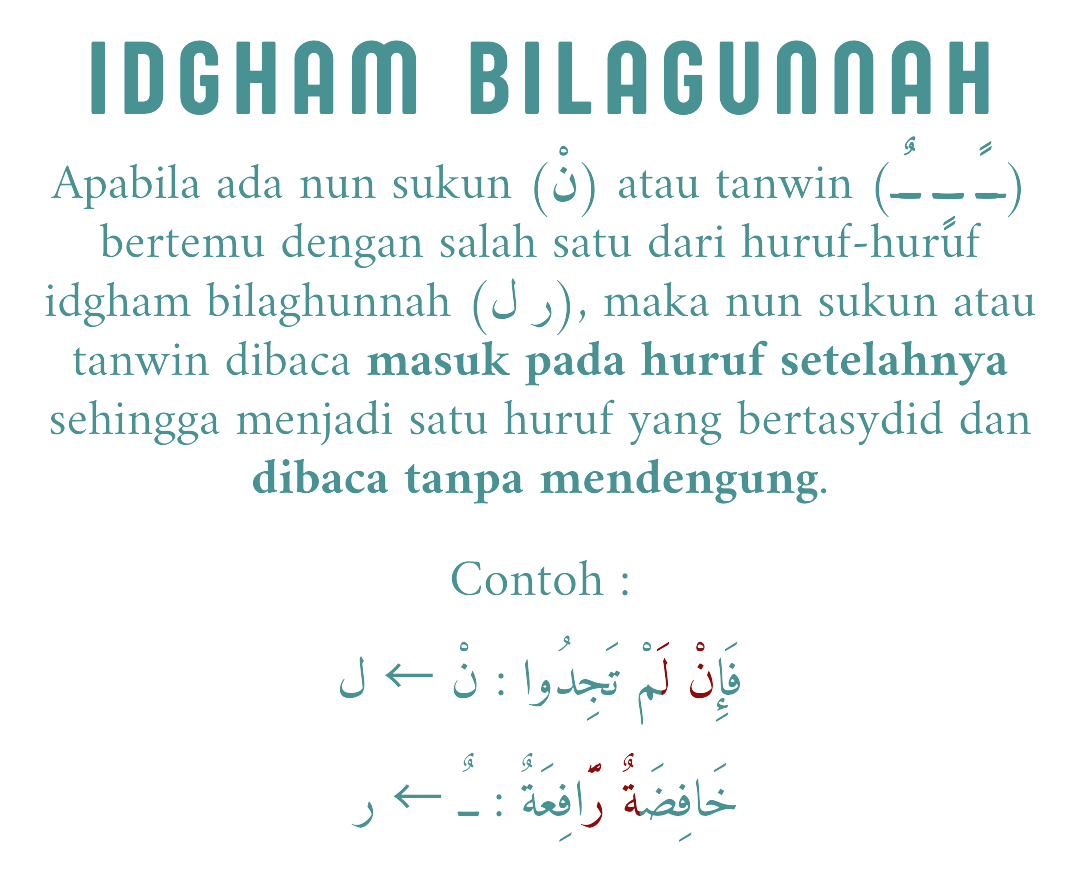 IDGHAM BILAGUNNAH
Apabila ada nun sukun (نْ) atau tanwin (ـً ـٍ ـٌ)
bertemu dengan salah satu dari huruf-huruf
idgham bilaghunnah (ر ل), maka nun sukun atau
tanwin dibaca masuk pada huruf setelahnya
sehingga menjadi satu huruf yang bertasydid dan
dibaca tanpa mendengung.
Contoh :
فَإِنْ لَمْ تَجِدُوا : نْ ← ل
خَافِضَةٌ رَّافِعَةٌ : ـٌ ← ر